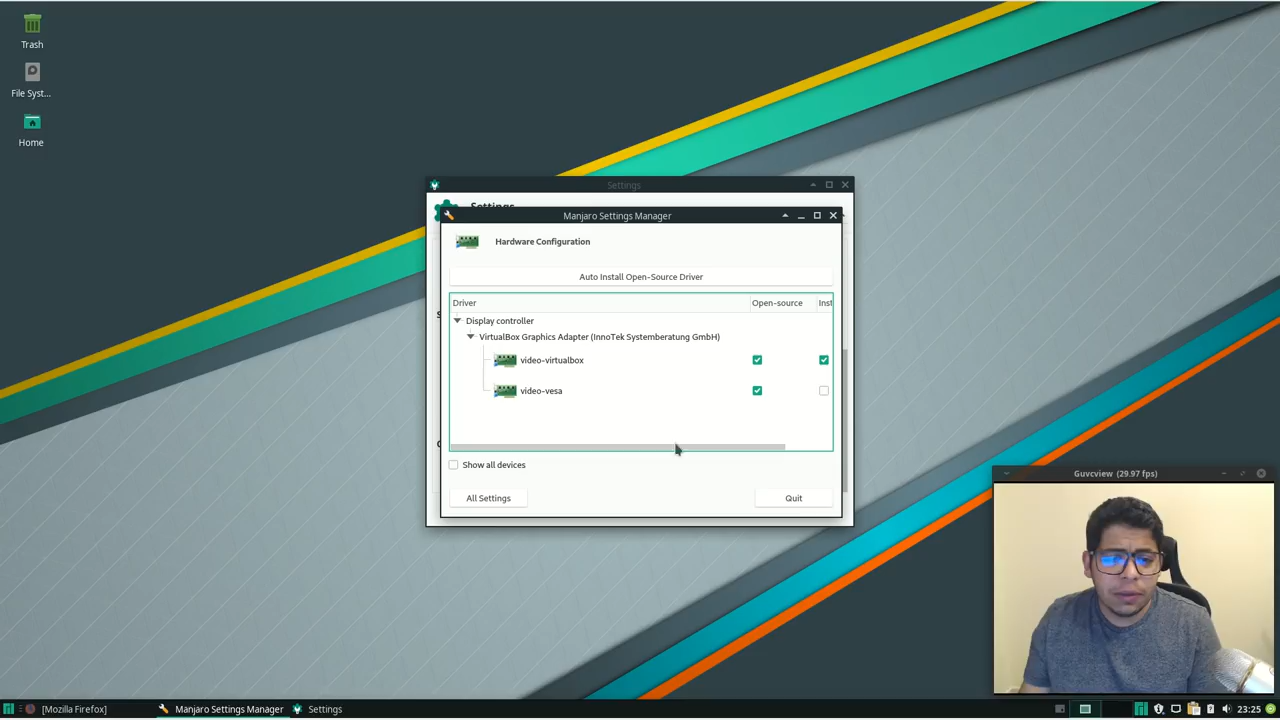 Trash
File Syst...
Home
Settings
Settings
Manjaro Settings Manager
Hardware Configuration
Auto Install Open-Source Driver
Driver Open-source Inst
Display controller
VirtualBox Graphics Adapter (InnoTek Systemberatung GmbH)
video-virtualbox
video-vesa
Show all devices
All Settings Quit
Guvcview (29.97 fps)
[Mozilla Firefox] Manjaro Settings Manager Settings 23:25